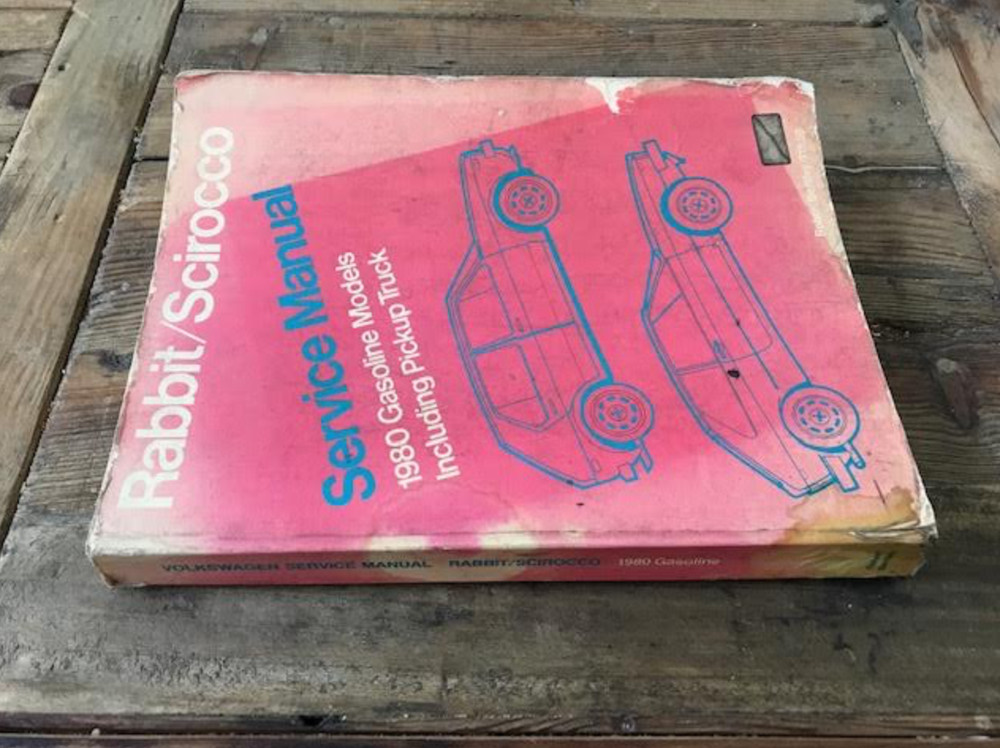 Rabbit/Scirocco
Service Manual
1980 Gasoline Models
Including Pickup Truck
VOLKSWAGEN SERVICE MANUAL RABBIT/SCIROCCO 1980 Gasoline